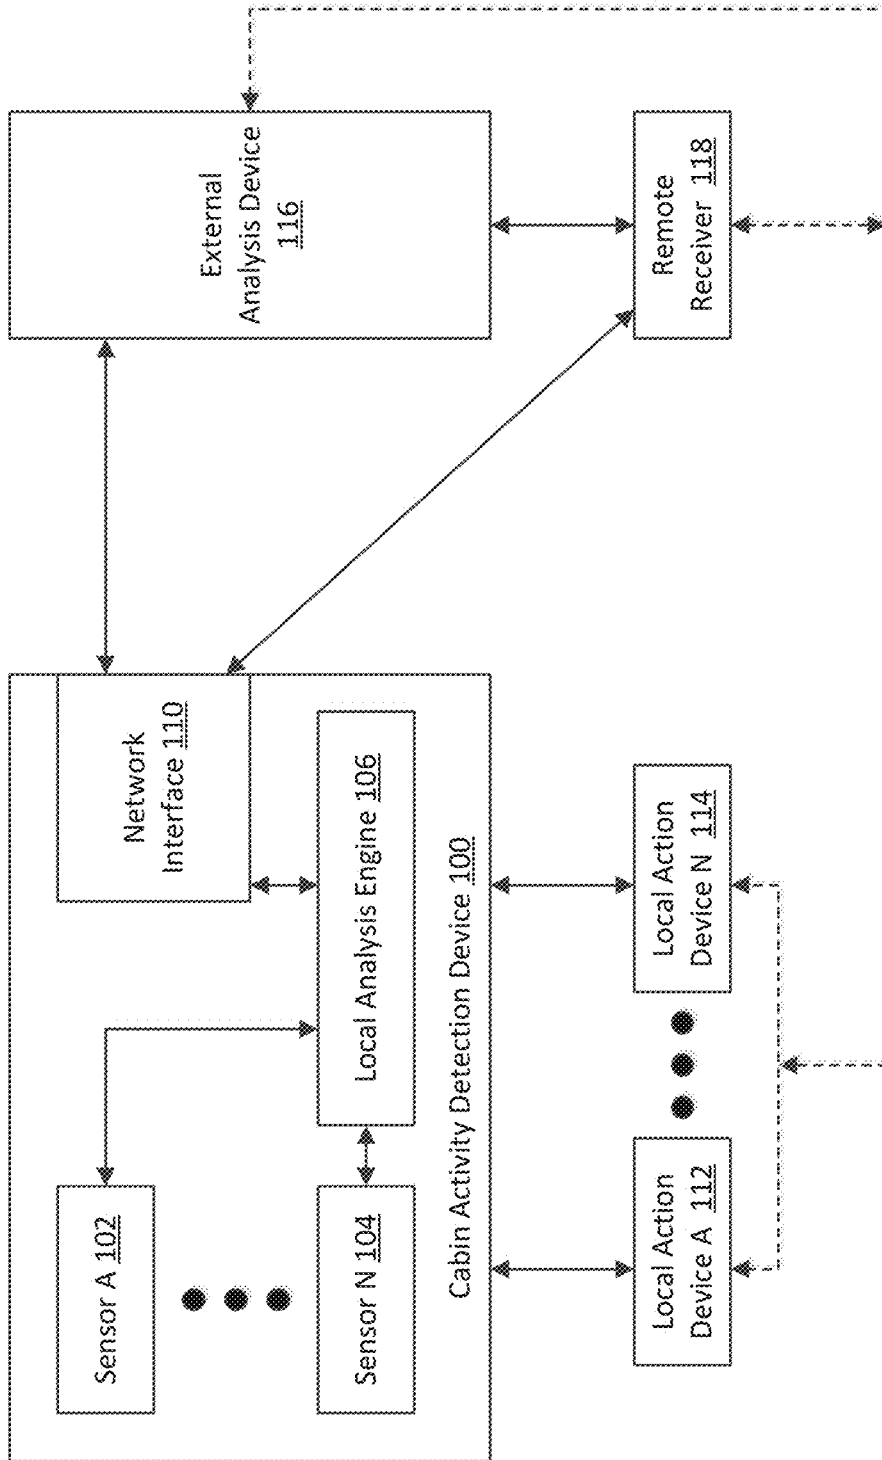 Sensor A 102
Sensor N 104
Network
Interface 110
Local Analysis Engine 106
Cabin Activity Detection Device 100
Local Action
Device A 112
Local Action
Device N 114
External
Analysis Device
116
Remote
Receiver 118